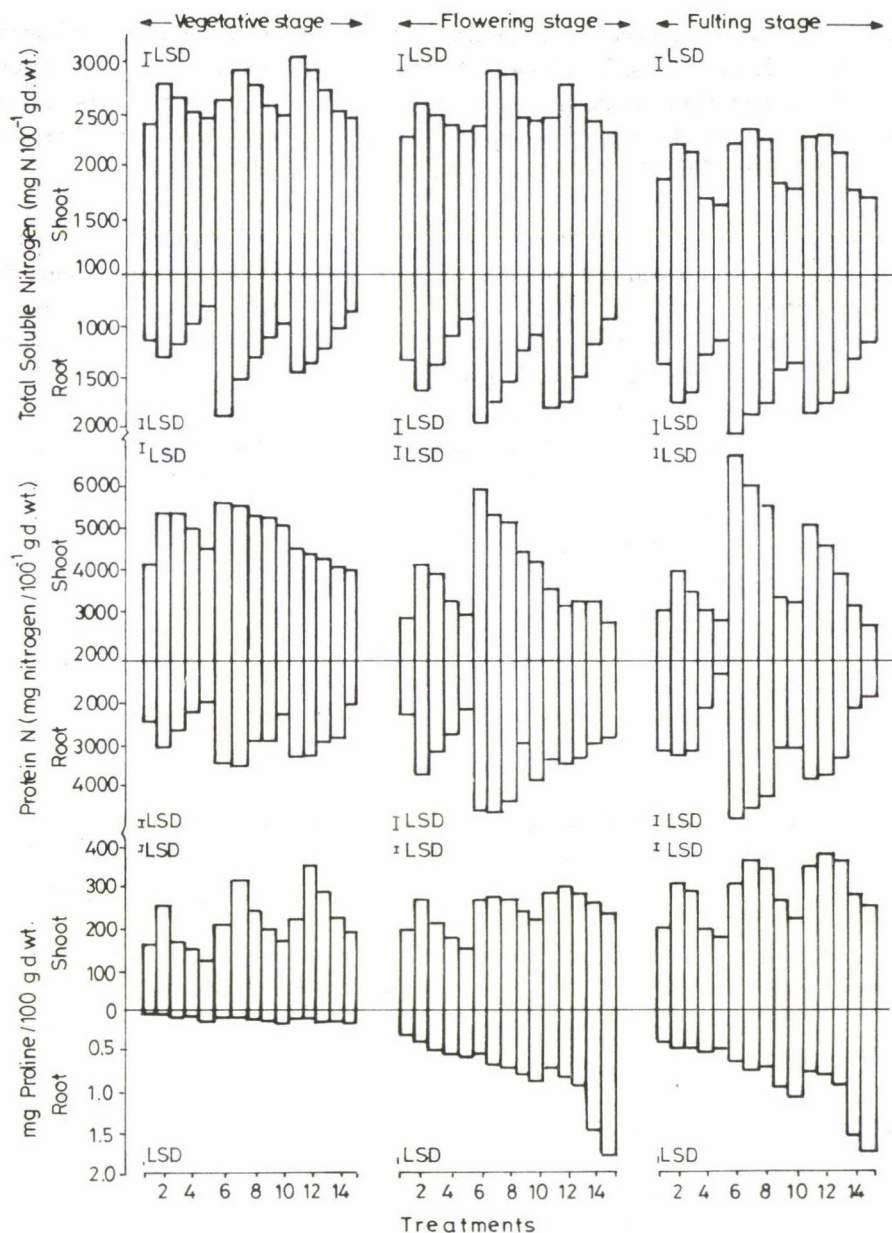 Vegetative stage
Flowering stage
Fulting stage
Total Soluble Nitrogen (mg N100⁻¹ gd.wt.)
Shoot
Root
3000
2500
2000
1500
1000
1000
1500
2000
LSD
LSD
LSD
LSD
LSD
LSD
Protein N (mg nitrogen/100⁻¹ gd.wt.)
Shoot
Root
6000
5000
4000
3000
2000
2000
3000
4000
LSD
LSD
LSD
LSD
LSD
LSD
mg Proline/100 gd.wt.
Shoot
Root
400
300
200
100
0
0.5
1.0
1.5
2.0
LSD
LSD
LSD
LSD
LSD
LSD
2 4 6 8 10 12 14
2 4 6 8 10 12 14
2 4 6 8 10 12 14
Treatments